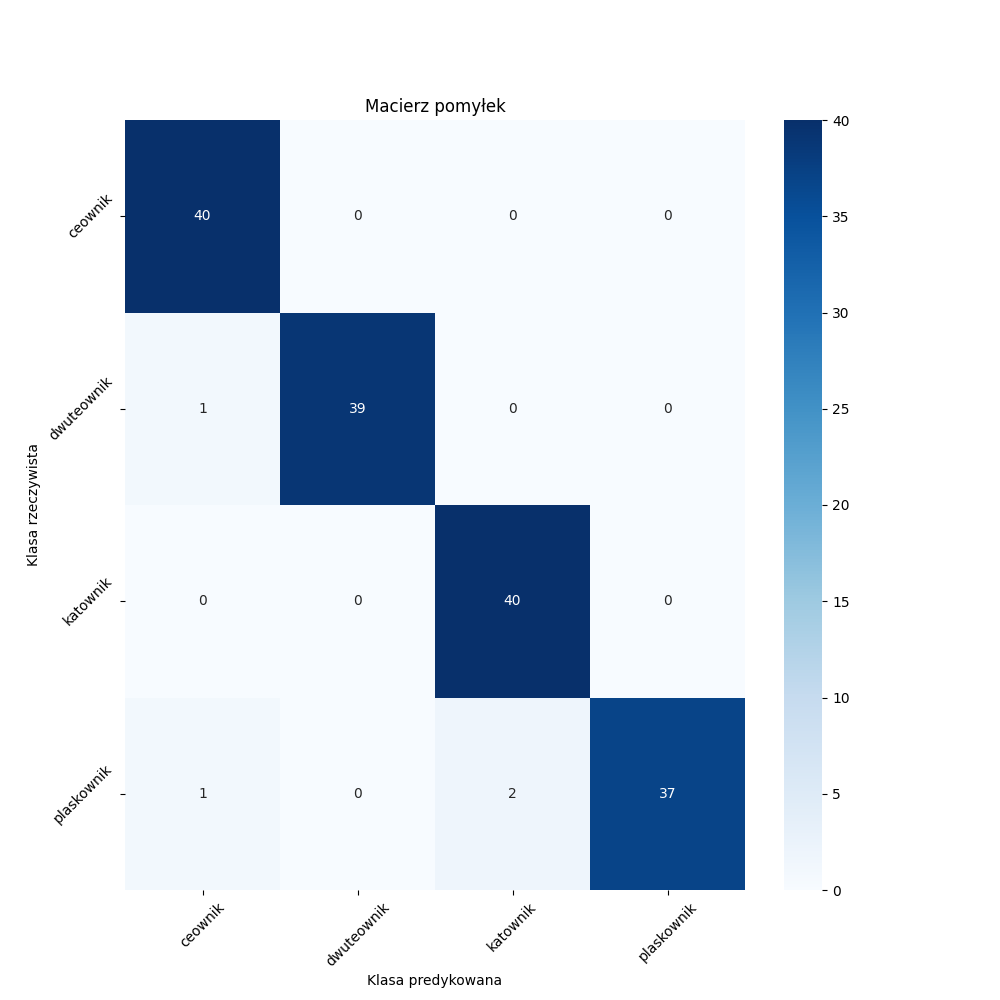 Macierz pomyłek
ceownik 40 0 0 0
dwuteownik 1 39 0 0
katownik 0 0 40 0
plaskownik 1 0 2 37
Klasa rzeczywista
ceownik dwuteownik katownik plaskownik
Klasa predykowana
40
35
30
25
20
15
10
5
0